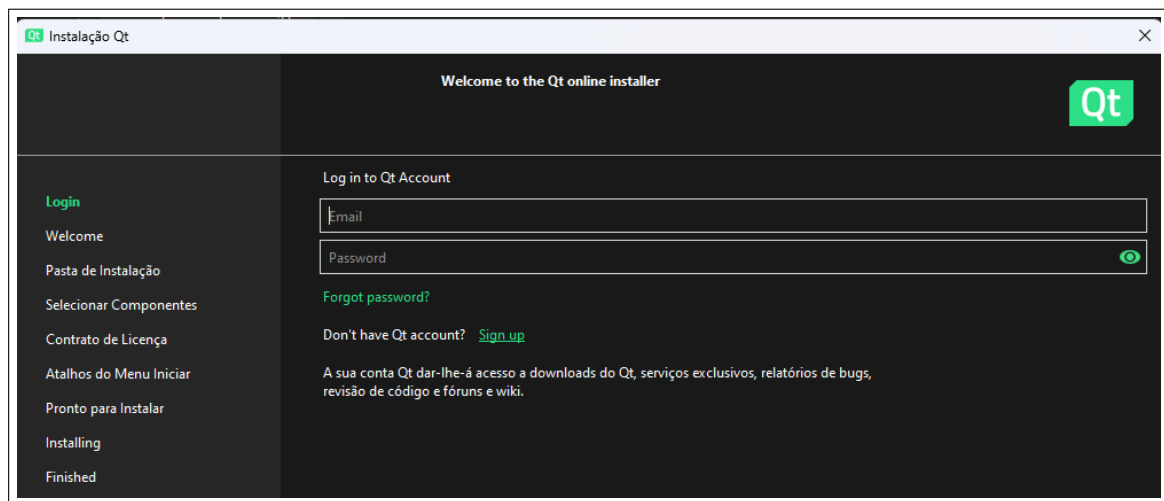 Qt Instalação Qt
Welcome to the Qt online installer
Qt
Login
Welcome
Pasta de Instalação
Selecionar Componentes
Contrato de Licença
Atalhos do Menu Iniciar
Pronto para Instalar
Installing
Finished
Log in to Qt Account
Email
Password
Forgot password?
Don't have Qt account? Sign up
A sua conta Qt dar-lhe-á acesso a downloads do Qt, serviços exclusivos, relatórios de bugs,
revisão de código e fóruns e wiki.